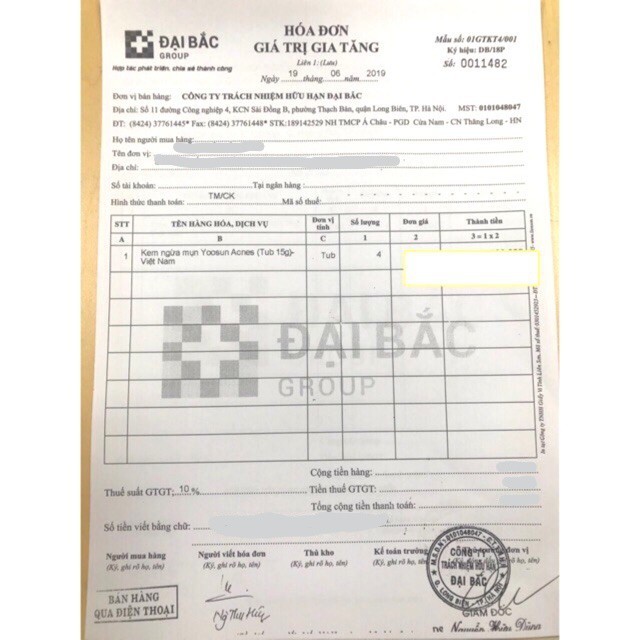 ĐẠI BẮC
GROUP
Hợp tác phát triển, chia sẻ thành công
HÓA ĐƠN
GIÁ TRỊ GIA TĂNG
Liên 1: (Lưu)
Ngày 19 tháng 06 năm 2019
Mẫu số: 01GTKT4/001
Ký hiệu: DB/18P
Số: 0011482
Đơn vị bán hàng: CÔNG TY TRÁCH NHIỆM HỮU HẠN ĐẠI BẮC
Địa chỉ: Số 11 đường Công nghiệp 4, KCN Sài Đồng B, phường Thạch Bàn, quận Long Biên, TP. Hà Nội. MST: 0101048047
ĐT: (8424) 37761445* Fax: (8424) 37761448* STK:189142529 NH TMCP Á Châu - PGD Cửa Nam - CN Thăng Long - HN
Họ tên người mua hàng:
Tên đơn vị:
Địa chỉ:
Số tài khoản: Tại ngân hàng:
Hình thức thanh toán: TM/CK Mã số thuế:
STT TÊN HÀNG HÓA, DỊCH VỤ Đơn vị tính Số lượng Đơn giá Thành tiền
A B C 1 2 3 = 1 x 2
1 Kem ngừa mụn Yoosun Acnes (Tub 15g)- Tub 4
Việt Nam
ĐẠI BẮC
GROUP
Cộng tiền hàng:
Thuế suất GTGT: 10 % Tiền thuế GTGT:
Tổng cộng tiền thanh toán:
Số tiền viết bằng chữ:
Người mua hàng Người viết hóa đơn Thủ kho Kế toán trưởng đơn vị
(Ký, ghi rõ họ, tên) (Ký, ghi rõ họ, tên) (Ký, ghi rõ họ, tên) (Ký, ghi rõ họ, tên)
CÔNG TY
TRÁCH NHIỆM HỮU HẠN
ĐẠI BẮC
Q. LONG BIÊN - TP. HÀ NỘI
BÁN HÀNG
QUA ĐIỆN THOẠI
GIÁM ĐỐC